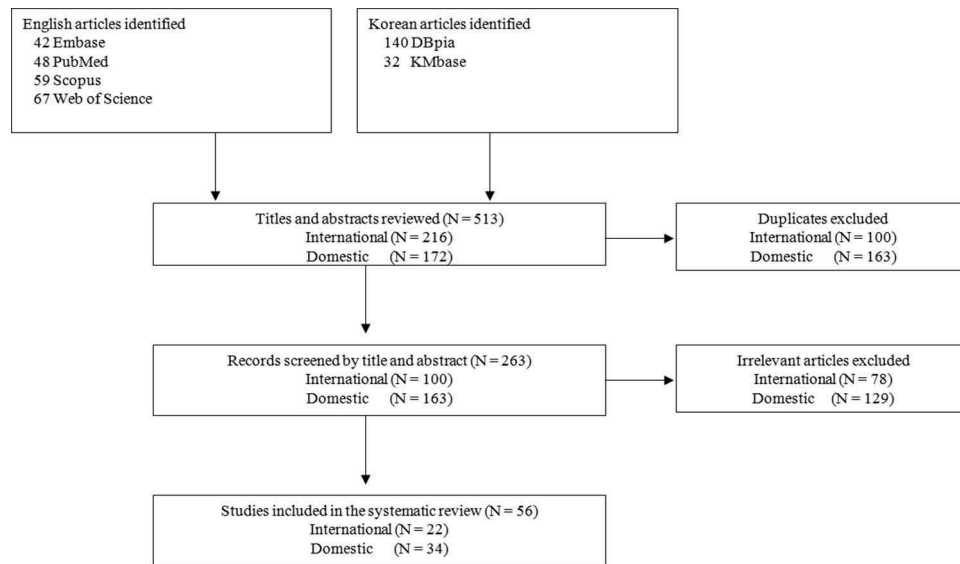 English articles identified
42 Embase
48 PubMed
59 Scopus
67 Web of Science
Korean articles identified
140 DBpia
32 KMbase
Titles and abstracts reviewed (N = 513)
International (N = 216)
Domestic (N = 172)
Duplicates excluded
International (N = 100)
Domestic (N = 163)
Records screened by title and abstract (N = 263)
International (N = 100)
Domestic (N = 163)
Irrelevant articles excluded
International (N = 78)
Domestic (N = 129)
Studies included in the systematic review (N = 56)
International (N = 22)
Domestic (N = 34)